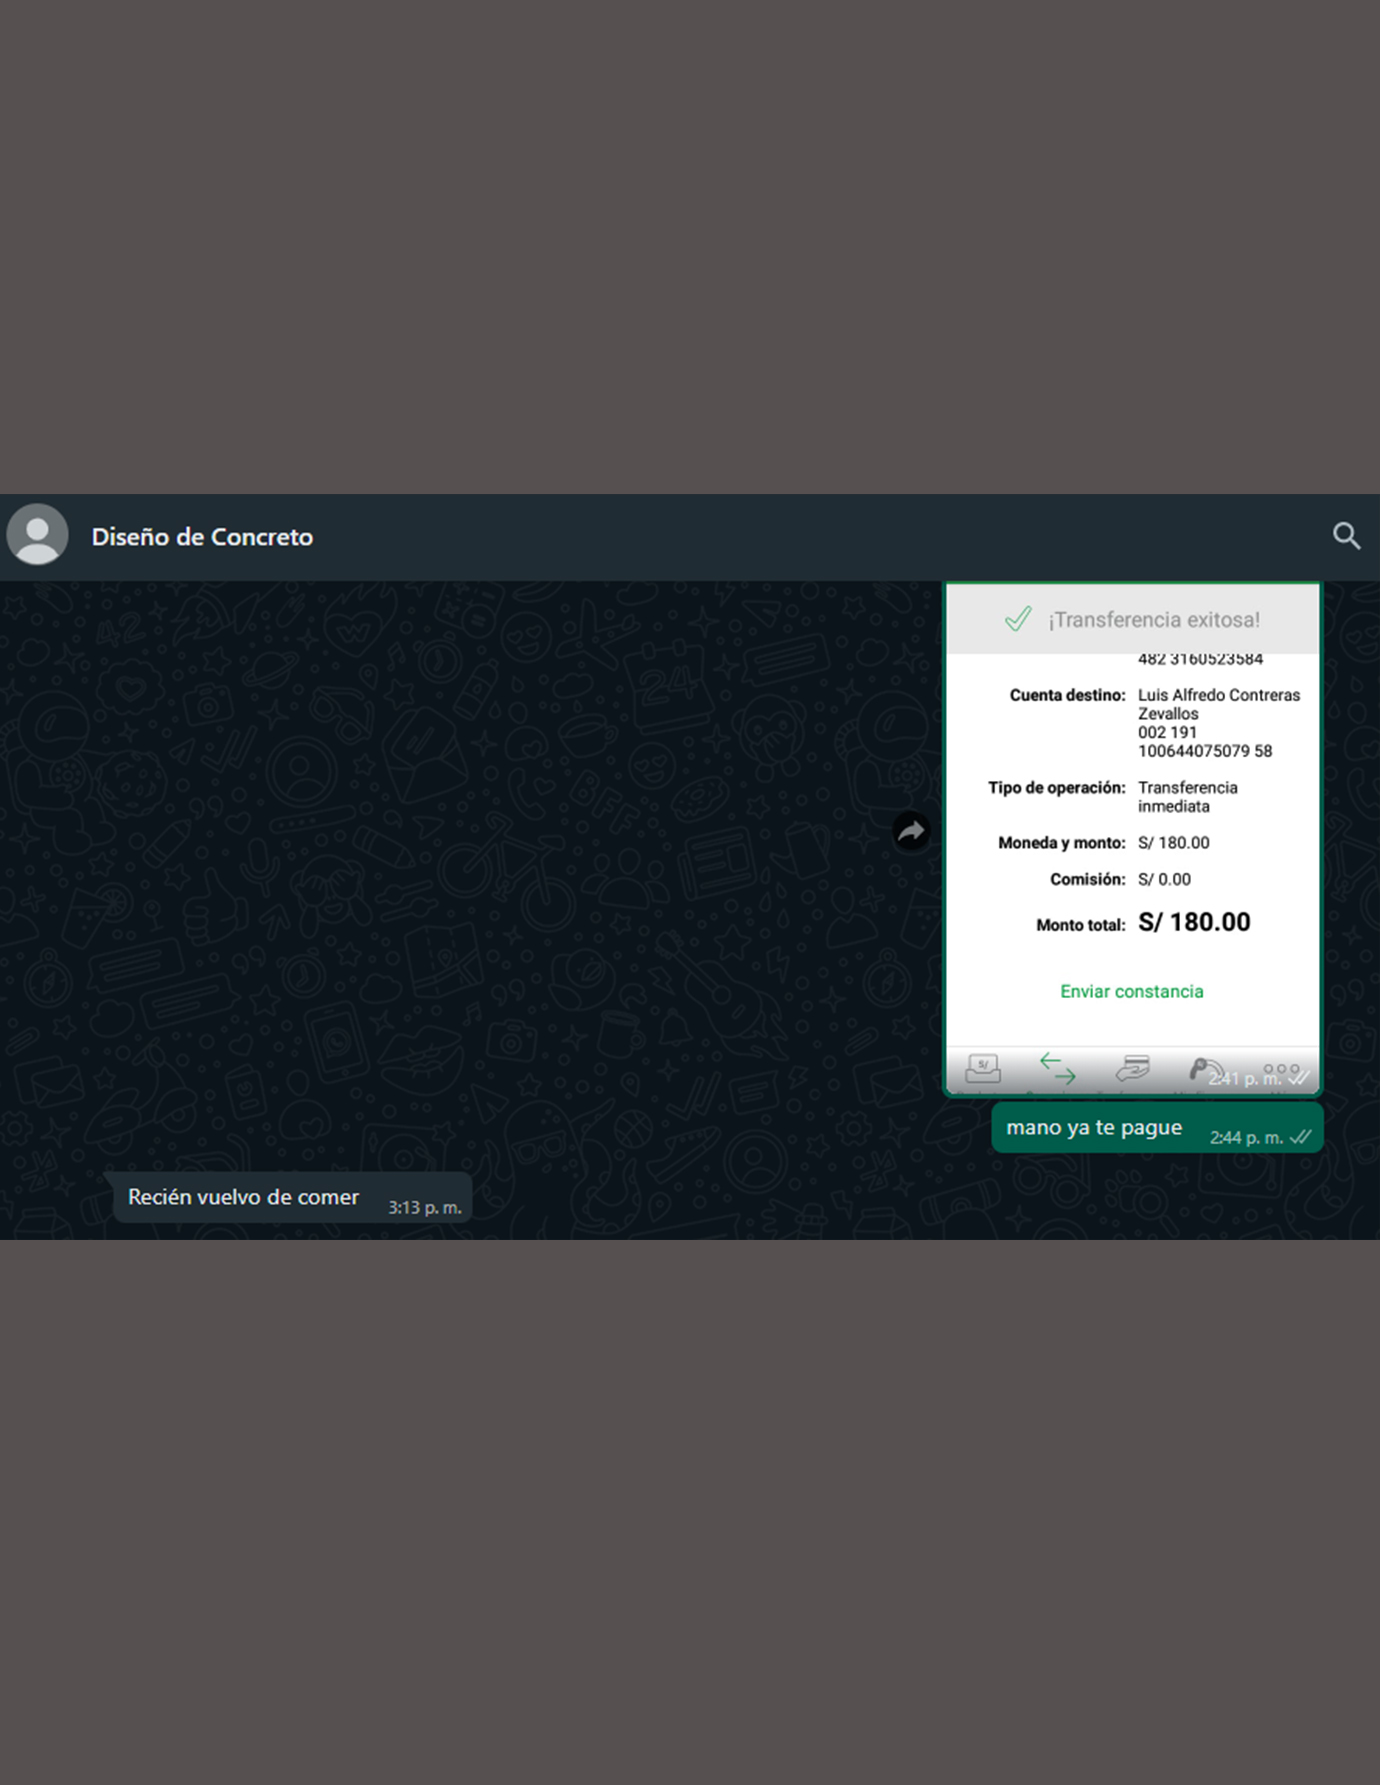 Diseño de Concreto
¡Transferencia exitosa!
482 3160523584
Cuenta destino: Luis Alfredo Contreras
Zevallos
002 191
100644075079 58
Tipo de operación: Transferencia
inmediata
Moneda y monto: S/ 180.00
Comisión: S/ 0.00
Monto total: S/ 180.00
Enviar constancia
S/
2:41 p. m.
mano ya te pague 2:44 p. m.
Recién vuelvo de comer 3:13 p. m.